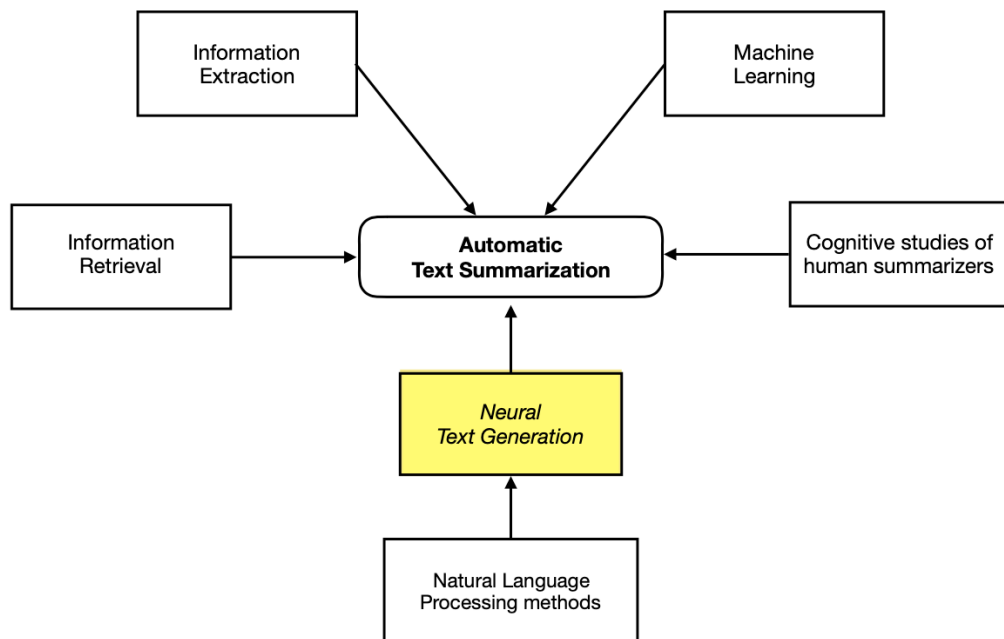 Information
Extraction
Machine
Learning
Information
Retrieval
Automatic
Text Summarization
Cognitive studies of
human summarizers
Neural
Text Generation
Natural Language
Processing methods